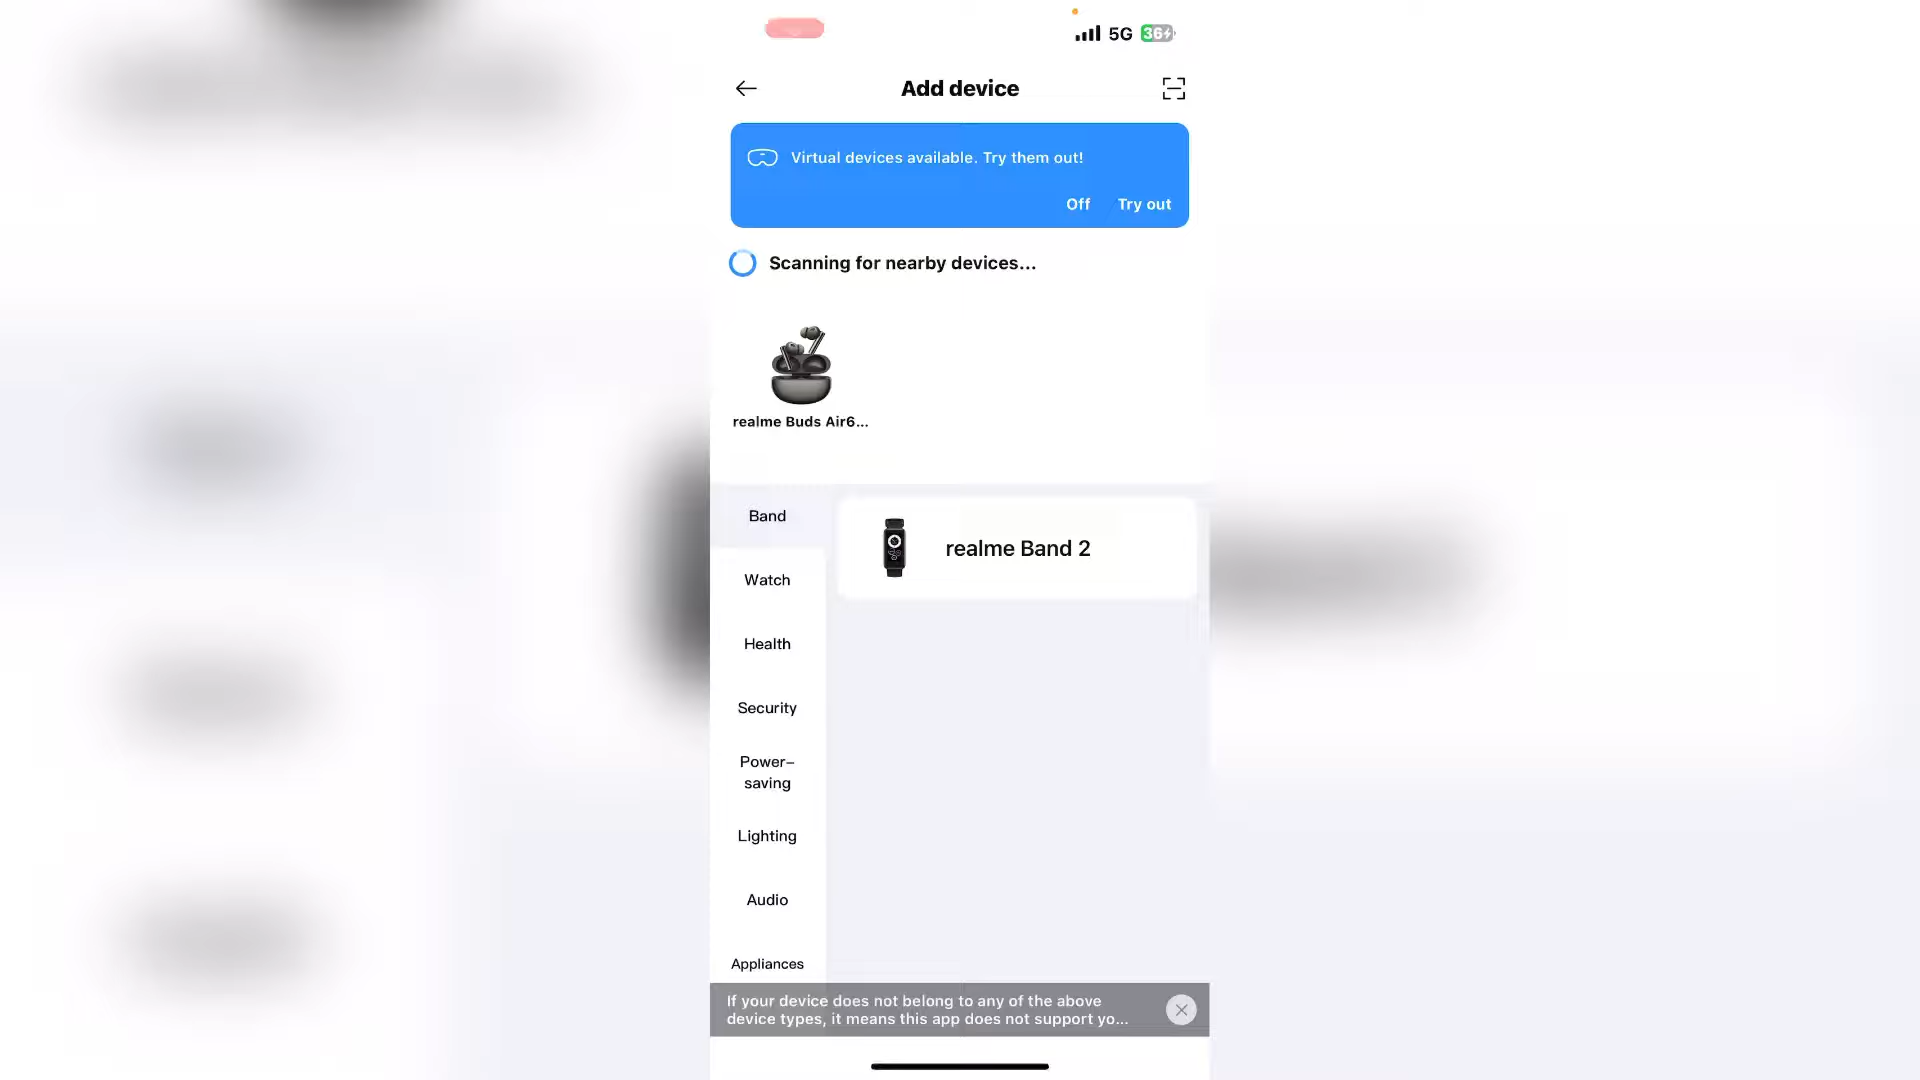 5G 36
Add device
Virtual devices available. Try them out!
Off Try out
Scanning for nearby devices...
realme Buds Air6...
Band
realme Band 2
Watch
Health
Security
Power-
saving
Lighting
Audio
Appliances
If your device does not belong to any of the above
device types, it means this app does not support yo...